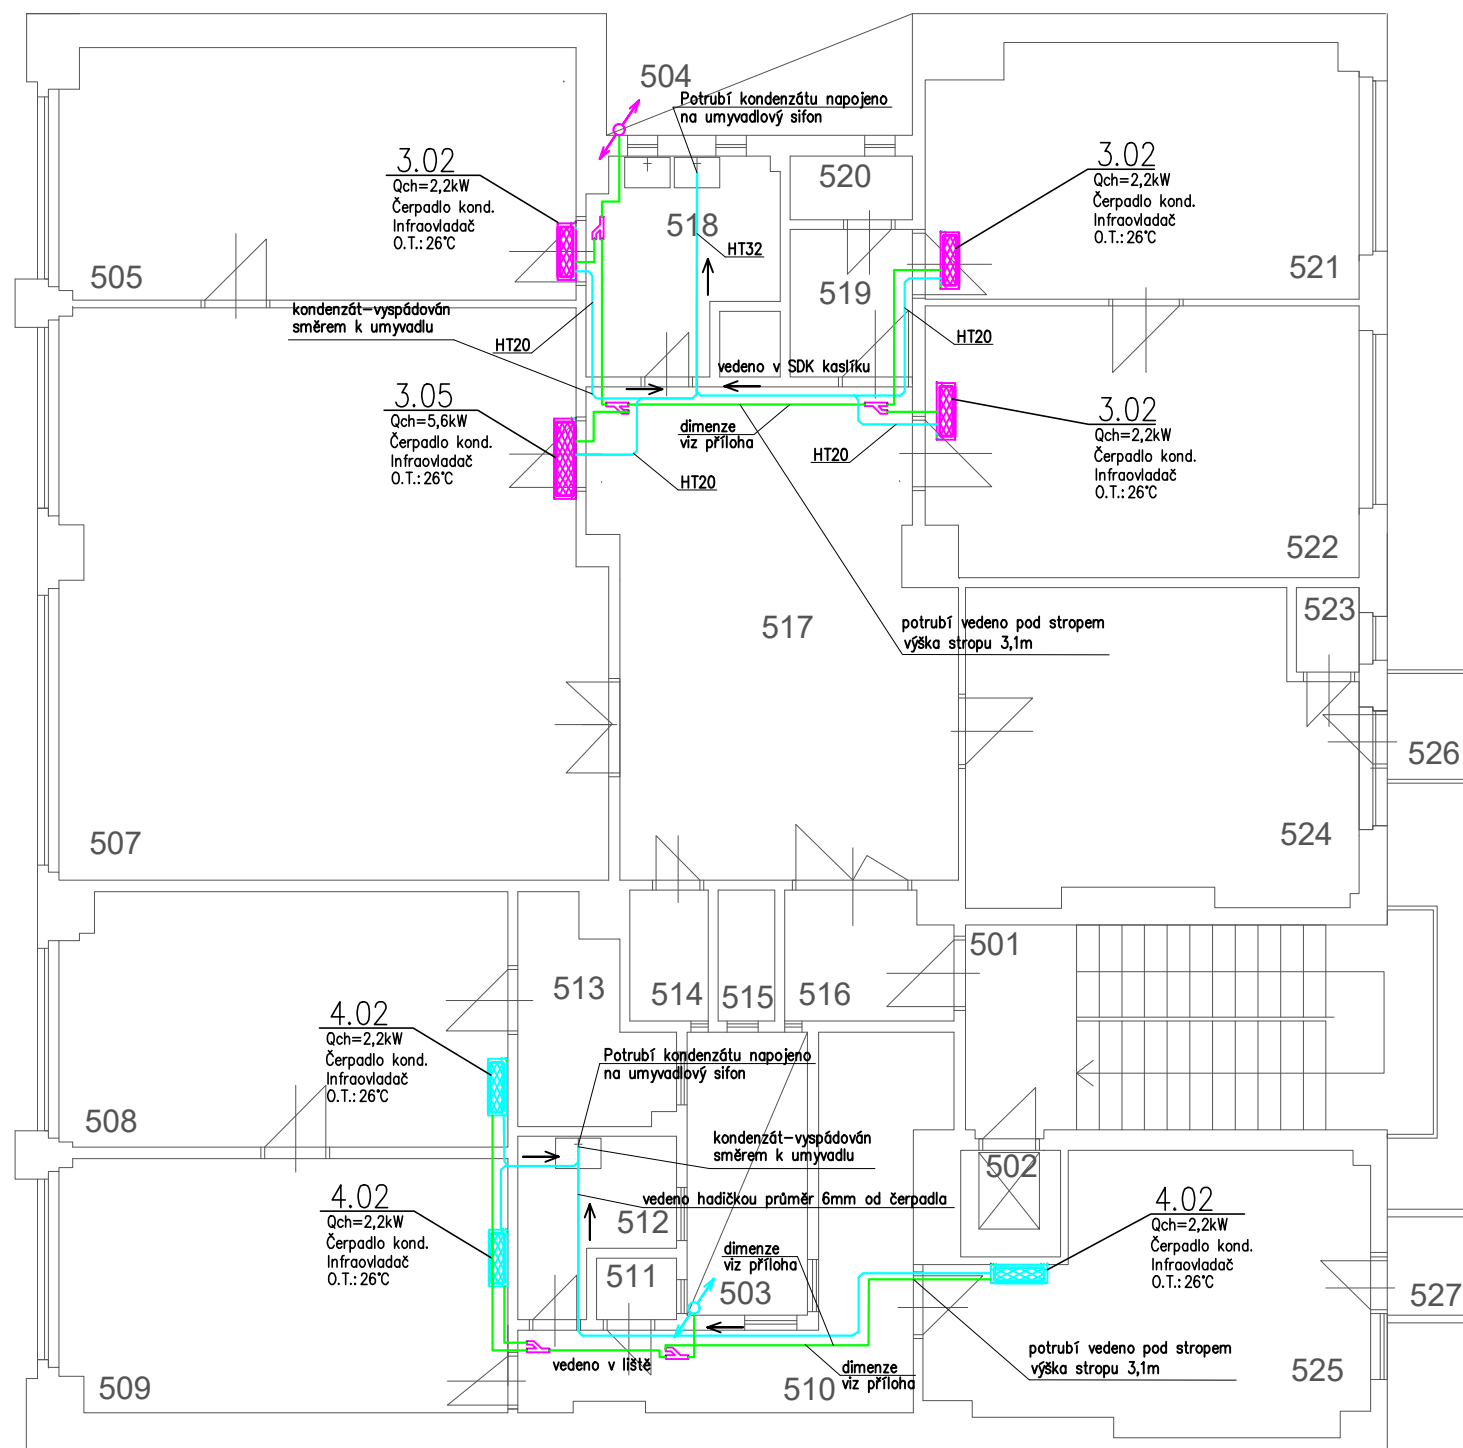 504
Potrubí kondenzátu napojeno
na umyvadlový sifon
3.02
Qch=2,2kW
Čerpadlo kond.
Infraovladač
O.T.: 26°C
3.02
Qch=2,2kW
Čerpadlo kond.
Infraovladač
O.T.: 26°C
520
518
HT32
505
519
521
kondenzát-vyspádován
směrem k umyvadlu
HT20
HT20
vedeno v SDK kaslíku
3.05
Qch=5,6kW
Čerpadlo kond.
Infraovladač
O.T.: 26°C
3.02
Qch=2,2kW
Čerpadlo kond.
Infraovladač
O.T.: 26°C
dimenze
viz příloha
HT20
HT20
522
523
517
potrubí vedeno pod stropem
výška stropu 3,1m
526
507
524
501
513
514
515
516
4.02
Qch=2,2kW
Čerpadlo kond.
Infraovladač
O.T.: 26°C
Potrubí kondenzátu napojeno
na umyvadlový sifon
508
kondenzát-vyspádován
směrem k umyvadlu
502
4.02
Qch=2,2kW
Čerpadlo kond.
Infraovladač
O.T.: 26°C
vedeno hadičkou průměr 6mm od čerpadla
4.02
Qch=2,2kW
Čerpadlo kond.
Infraovladač
O.T.: 26°C
512
dimenze
viz příloha
511
503
527
potrubí vedeno pod stropem
výška stropu 3,1m
vedeno v liště
dimenze
viz příloha
509
510
525